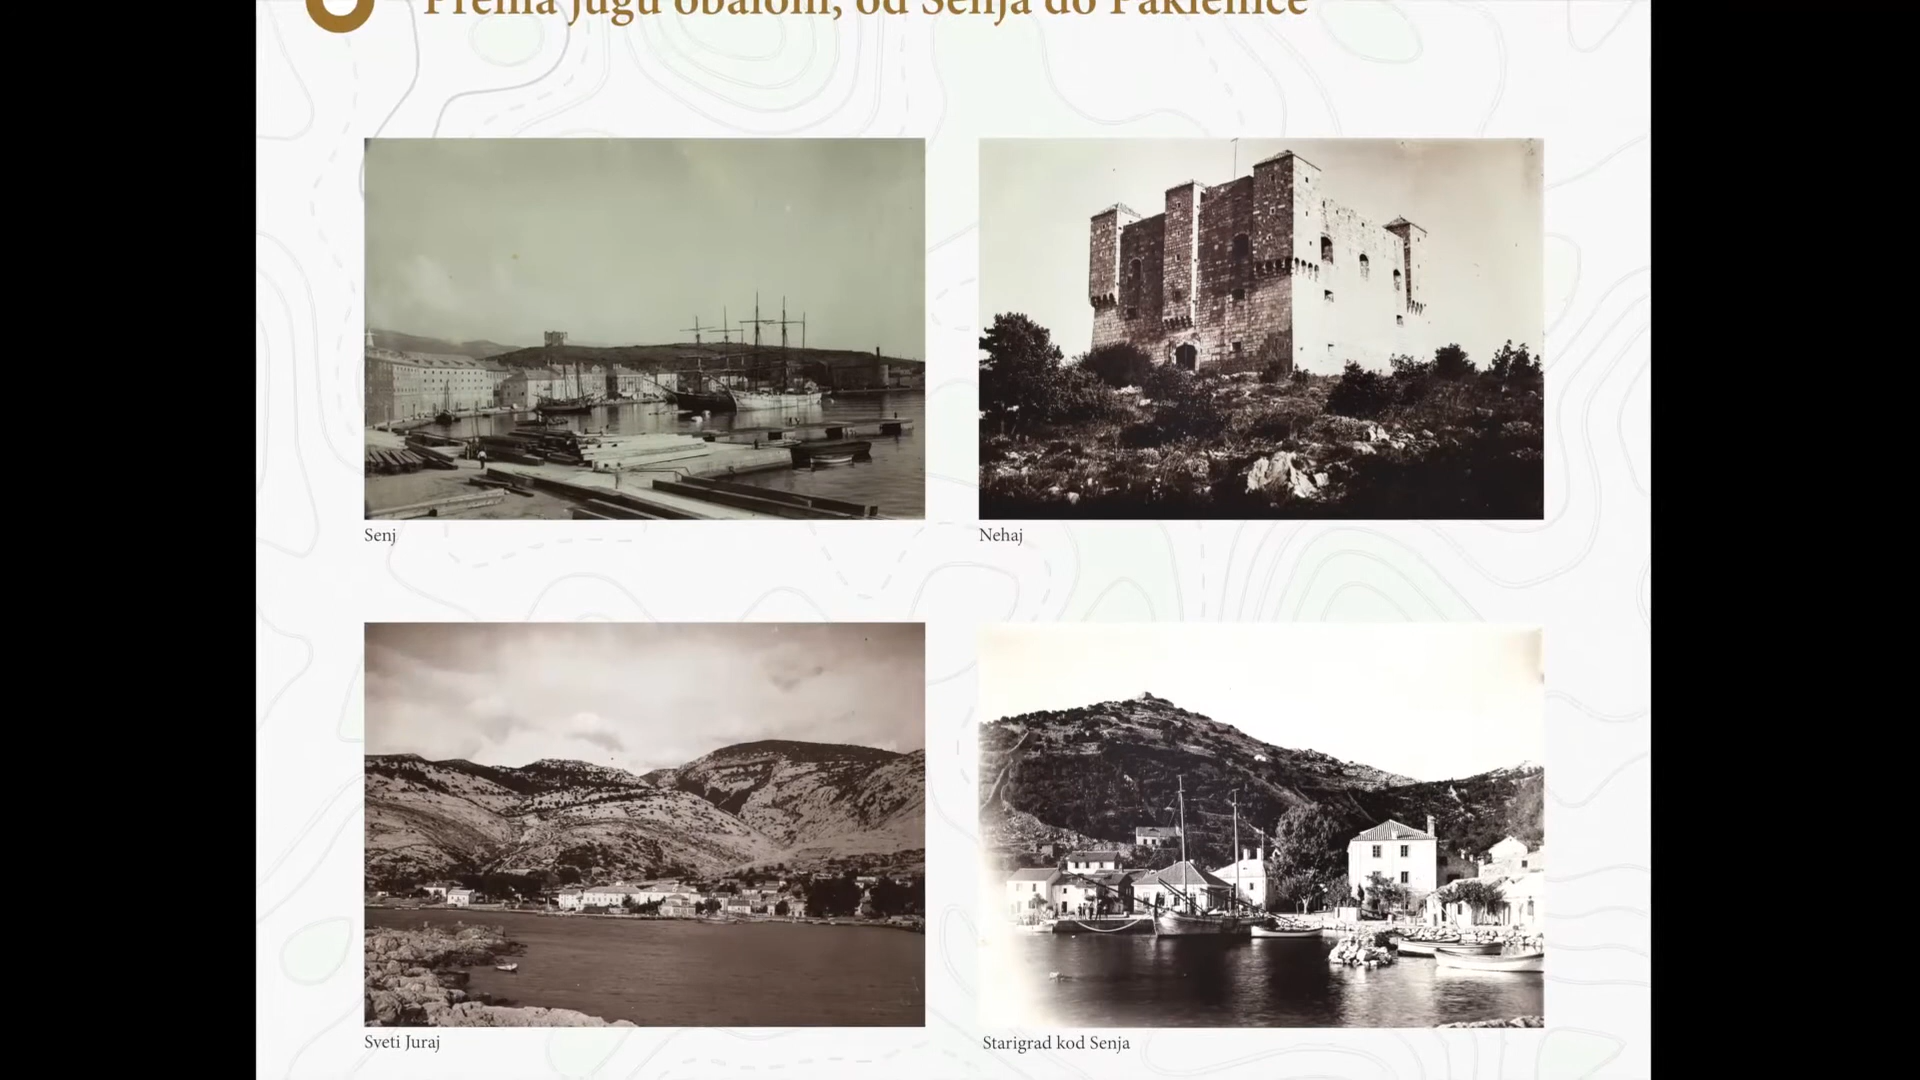 Prema jugu obalom, od Senja do Paklenice
Senj
Nehaj
Sveti Juraj
Starigrad kod Senja